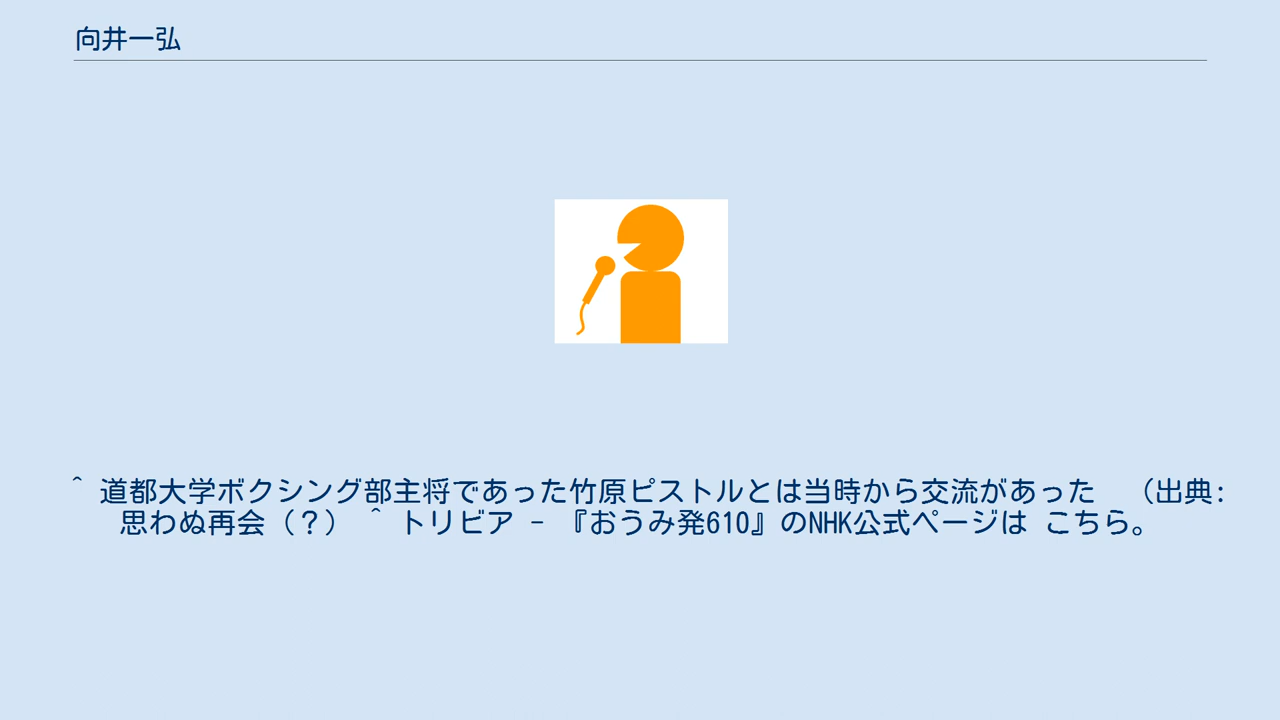 向井一弘
^ 道都大学ボクシング部主将であった竹原ピストルとは当時から交流があった　（出典:
思わぬ再会（？） ^ トリビア - 『おうみ発610』のNHK公式ページは こちら。